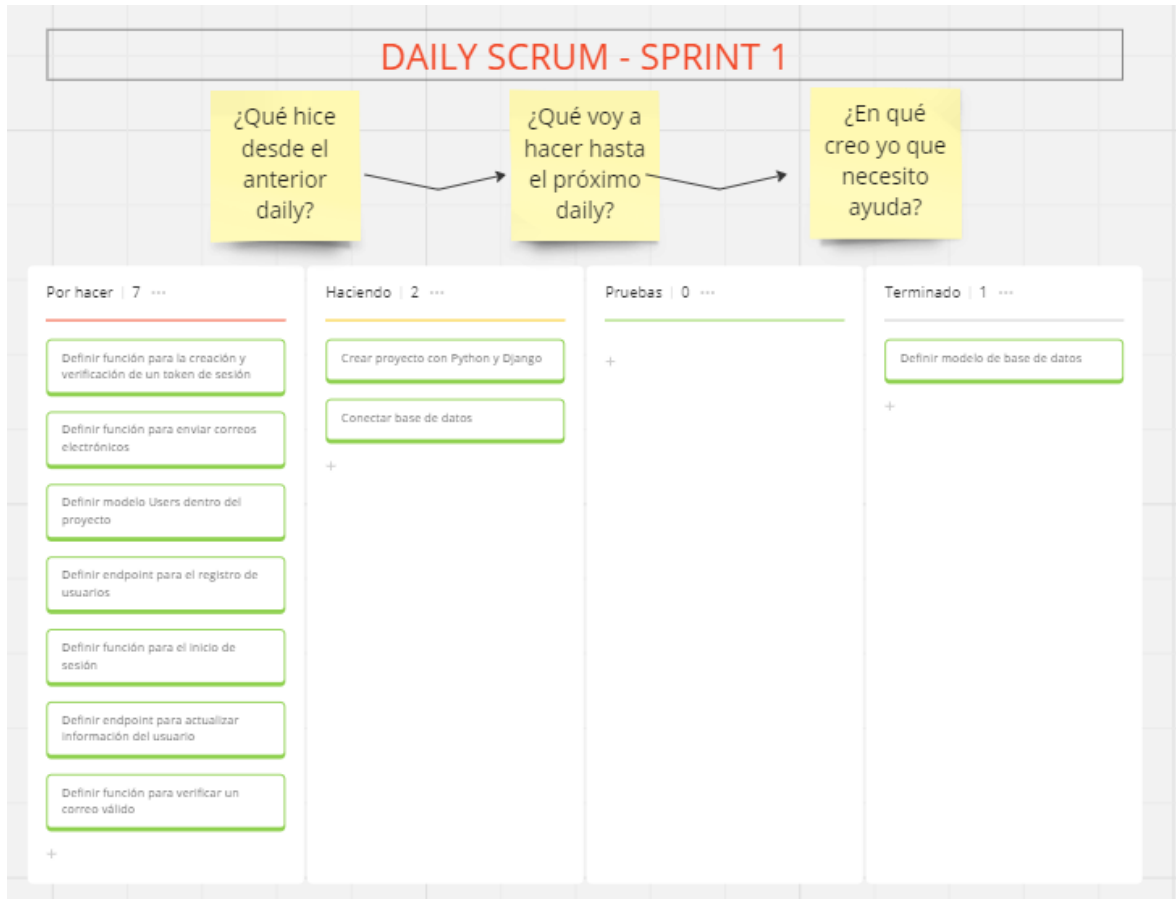 DAILY SCRUM - SPRINT 1
¿Qué hice
desde el
anterior
daily?
¿Qué voy a
hacer hasta
el próximo
daily?
¿En qué
creo yo que
necesito
ayuda?
Por hacer | 7 ···
Definir función para la creación y
verificación de un token de sesión
Definir función para enviar correos
electrónicos
Definir modelo Users dentro del
proyecto
Definir endpoint para el registro de
usuarios
Definir función para el inicio de
sesión
Definir endpoint para actualizar
información del usuario
Definir función para verificar un
correo válido
+
Haciendo | 2 ···
Crear proyecto con Python y Django
Conectar base de datos
+
Pruebas | 0 ···
+
Terminado | 1 ···
Definir modelo de base de datos
+